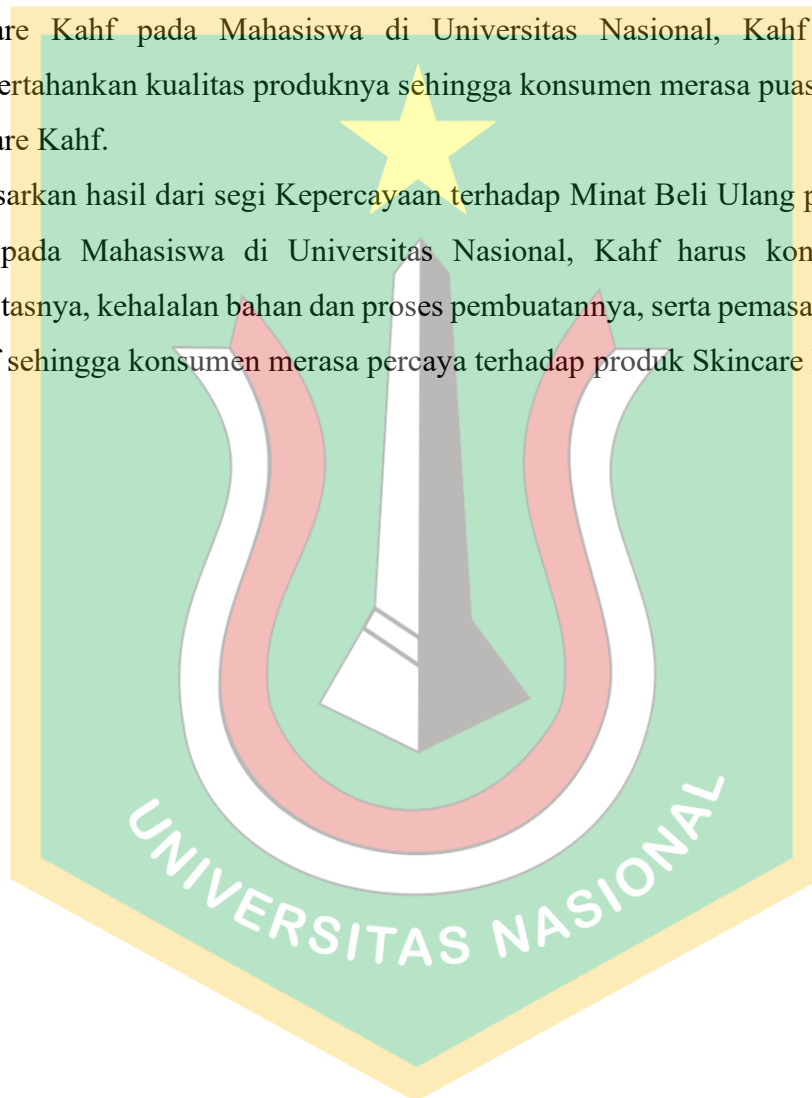 are Kahf pada Mahasiswa di Universitas Nasional, Kahf
ertahankan kualitas produknya sehingga konsumen merasa puas
are Kahf.
sarkan hasil dari segi Kepercayaan terhadap Minat Beli Ulang p
pada Mahasiswa di Universitas Nasional, Kahf harus kon
tasnya, kehalalan bahan dan proses pembuatannya, serta pemasa
f sehingga konsumen merasa percaya terhadap produk Skincare
UNIVERSITAS NASIONAL